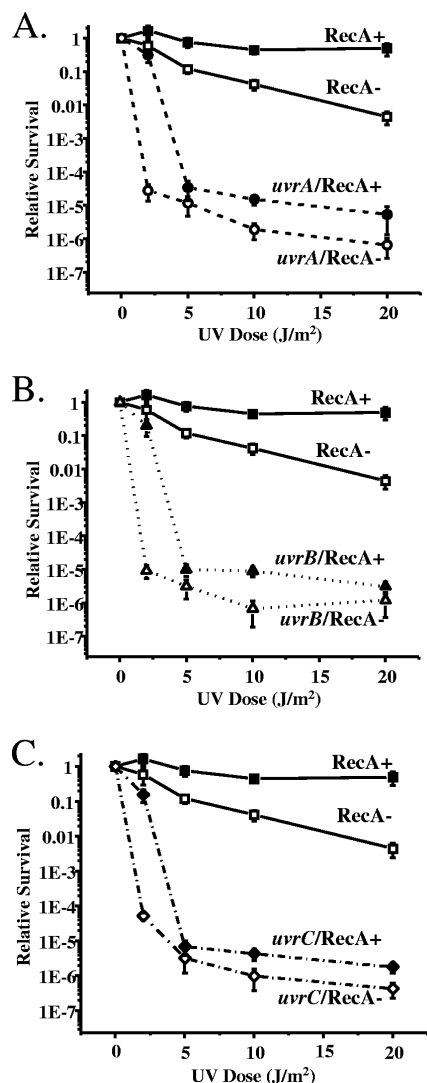 A.
RecA+
RecA-
uvrA/RecA+
uvrA/RecA-
Relative Survival
1
0.1
0.01
1E-3
1E-4
1E-5
1E-6
1E-7
0 5 10 15 20
UV Dose (J/m²)
B.
RecA+
RecA-
uvrB/RecA+
uvrB/RecA-
Relative Survival
1
0.1
0.01
1E-3
1E-4
1E-5
1E-6
1E-7
0 5 10 15 20
UV Dose (J/m²)
C.
RecA+
RecA-
uvrC/RecA+
uvrC/RecA-
Relative Survival
1
0.1
0.01
1E-3
1E-4
1E-5
1E-6
1E-7
0 5 10 15 20
UV Dose (J/m²)